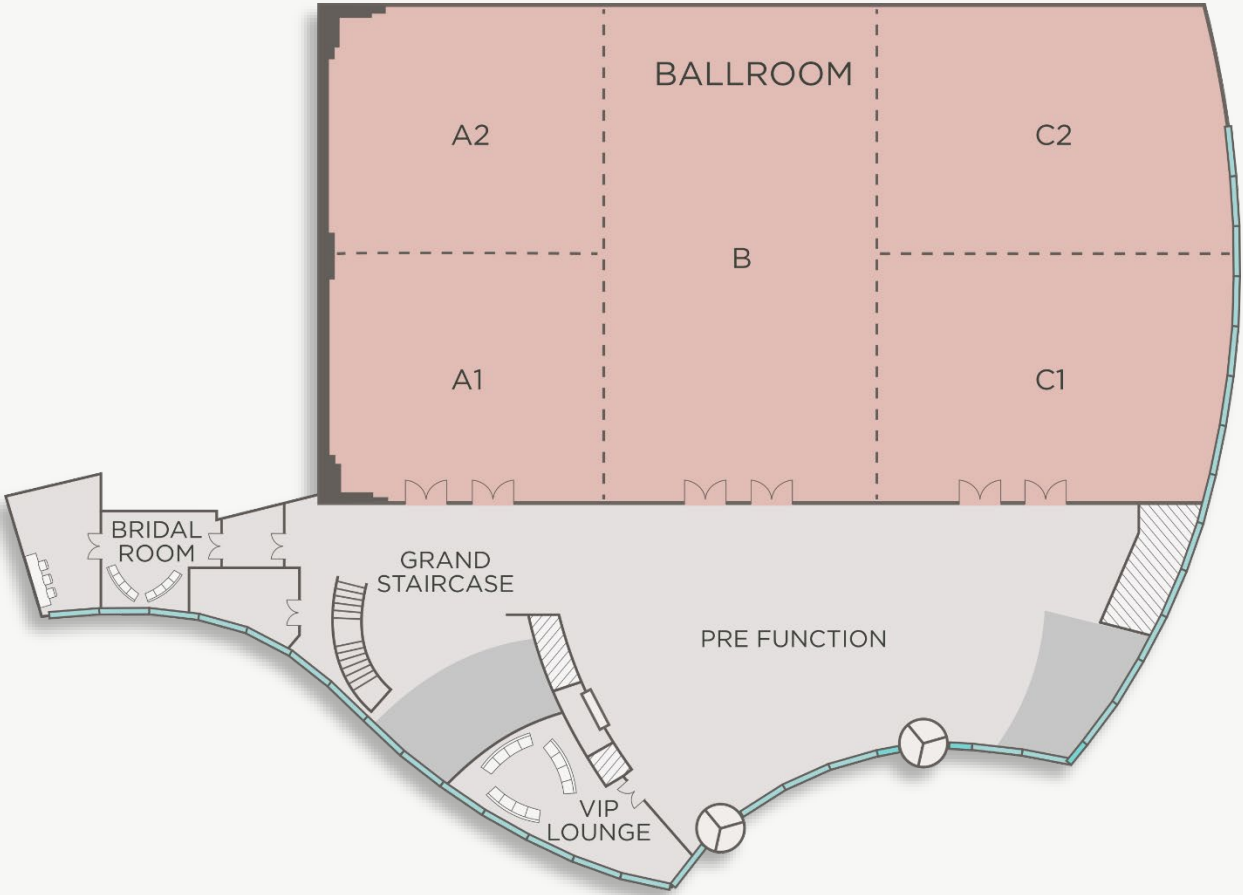 BALLROOM
A2
C2
B
A1
C1
BRIDAL
ROOM
GRAND
STAIRCASE
PRE FUNCTION
VIP
LOUNGE